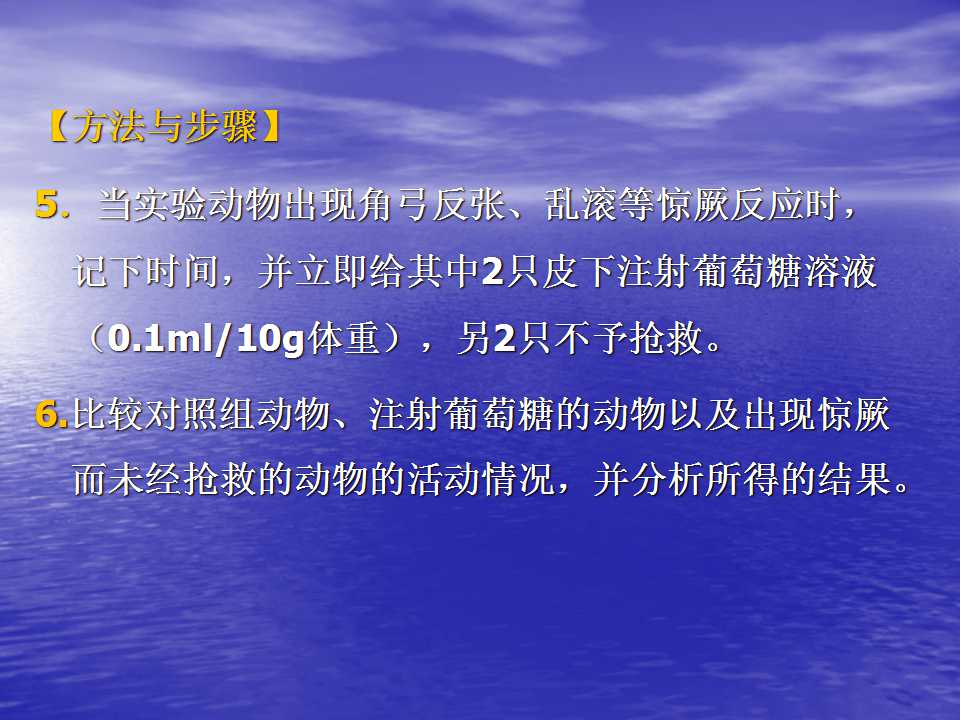 【方法与步骤】
5．当实验动物出现角弓反张、乱滚等惊厥反应时，
记下时间，并立即给其中2只皮下注射葡萄糖溶液
（0.1ml/10g体重），另2只不予抢救。
6.比较对照组动物、注射葡萄糖的动物以及出现惊厥
而未经抢救的动物的活动情况，并分析所得的结果。